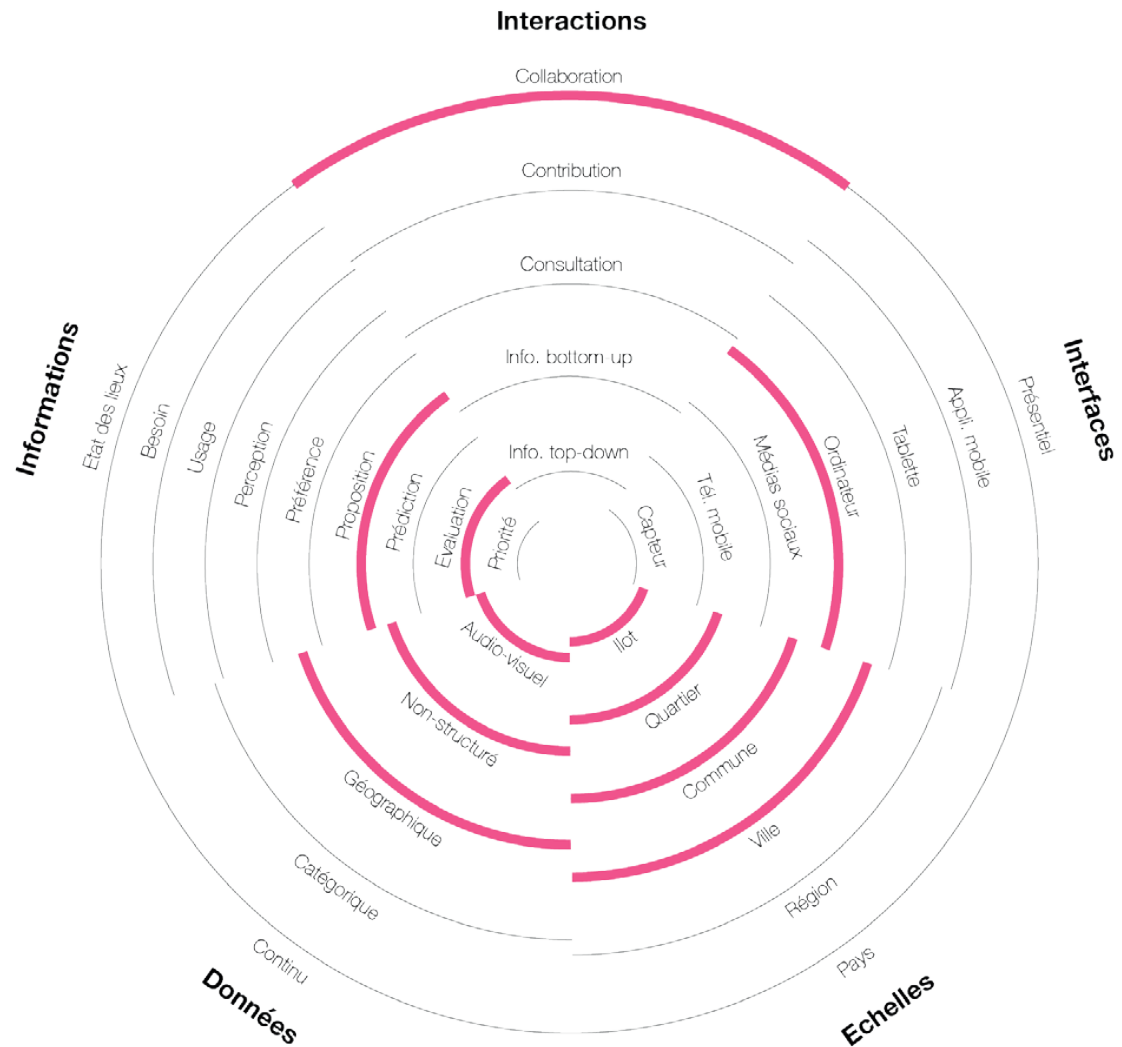 Interactions
Collaboration
Contribution
Consultation
Info. bottom-up
Info. top-down
Informations
Etat des lieux
Besoin
Usage
Perception
Préférence
Proposition
Prédiction
Evaluation
Priorité
Interfaces
Présentiel
Appli. mobile
Tablette
Ordinateur
Médias sociaux
Tél. mobile
Capteur
Audio-visuel
Non-structuré
Géographique
Catégorique
Continu
Données
Ilot
Quartier
Commune
Ville
Région
Pays
Echelles